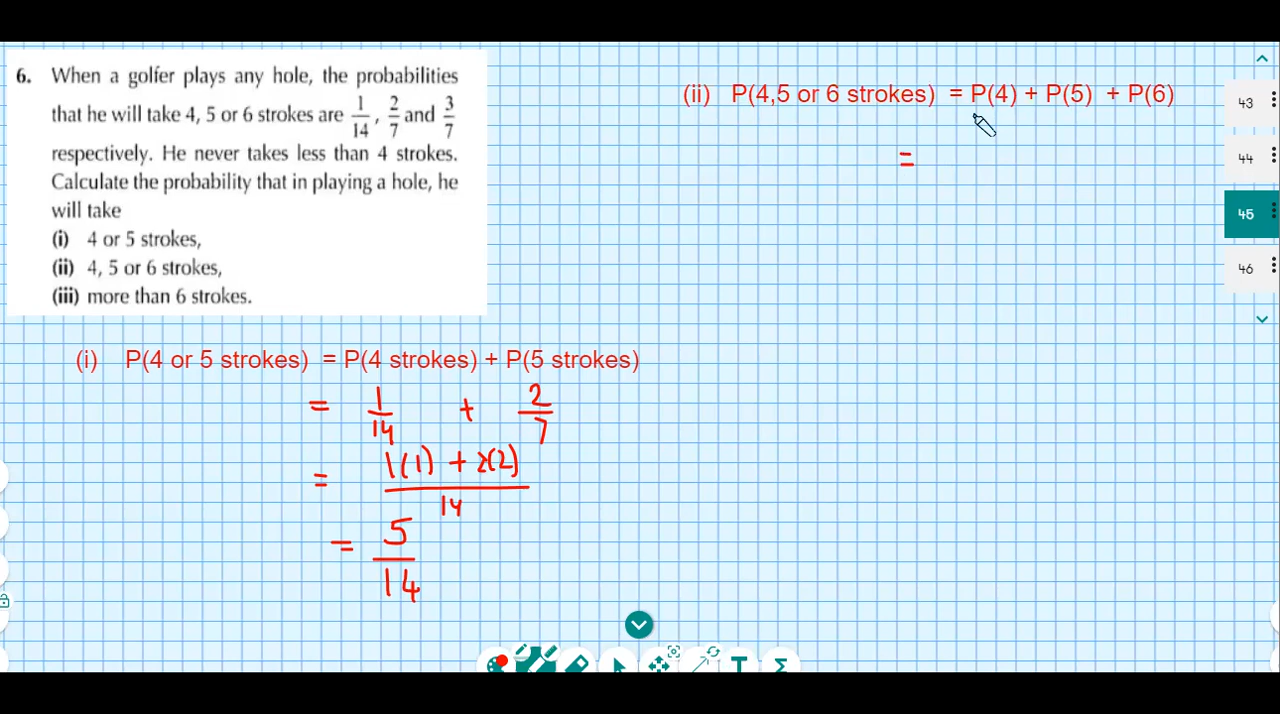 6. When a golfer plays any hole, the probabilities
that he will take 4, 5 or 6 strokes are 1/14, 2/7 and 3/7
respectively. He never takes less than 4 strokes.
Calculate the probability that in playing a hole, he
will take
(i) 4 or 5 strokes,
(ii) 4, 5 or 6 strokes,
(iii) more than 6 strokes.
(i) P(4 or 5 strokes) = P(4 strokes) + P(5 strokes)
= 1/14 + 2/7
= 1(1) + 2(2)/14
= 5/14
(ii) P(4,5 or 6 strokes) = P(4) + P(5) + P(6)
=
43
44
45
46
T
Σ